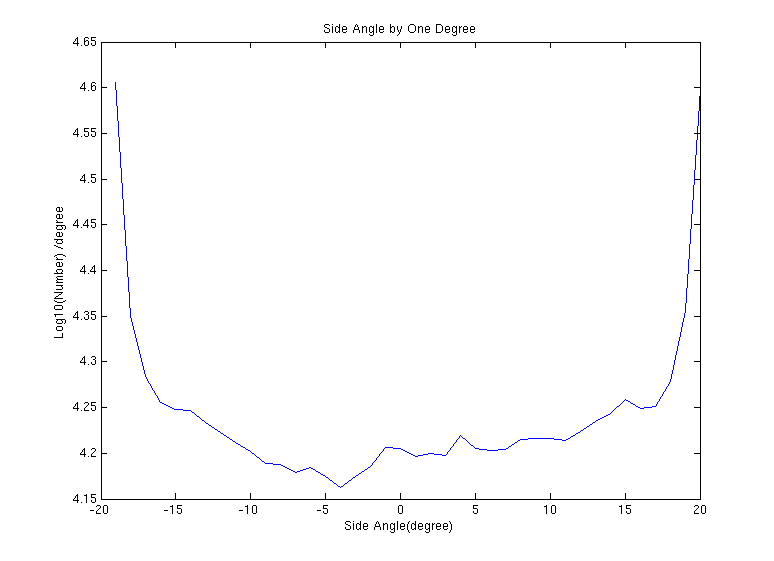 Side Angle by One Degree
Log10(Number) /degree
4.65
4.6
4.55
4.5
4.45
4.4
4.35
4.3
4.25
4.2
4.15
-20 -15 -10 -5 0 5 10 15 20
Side Angle(degree)